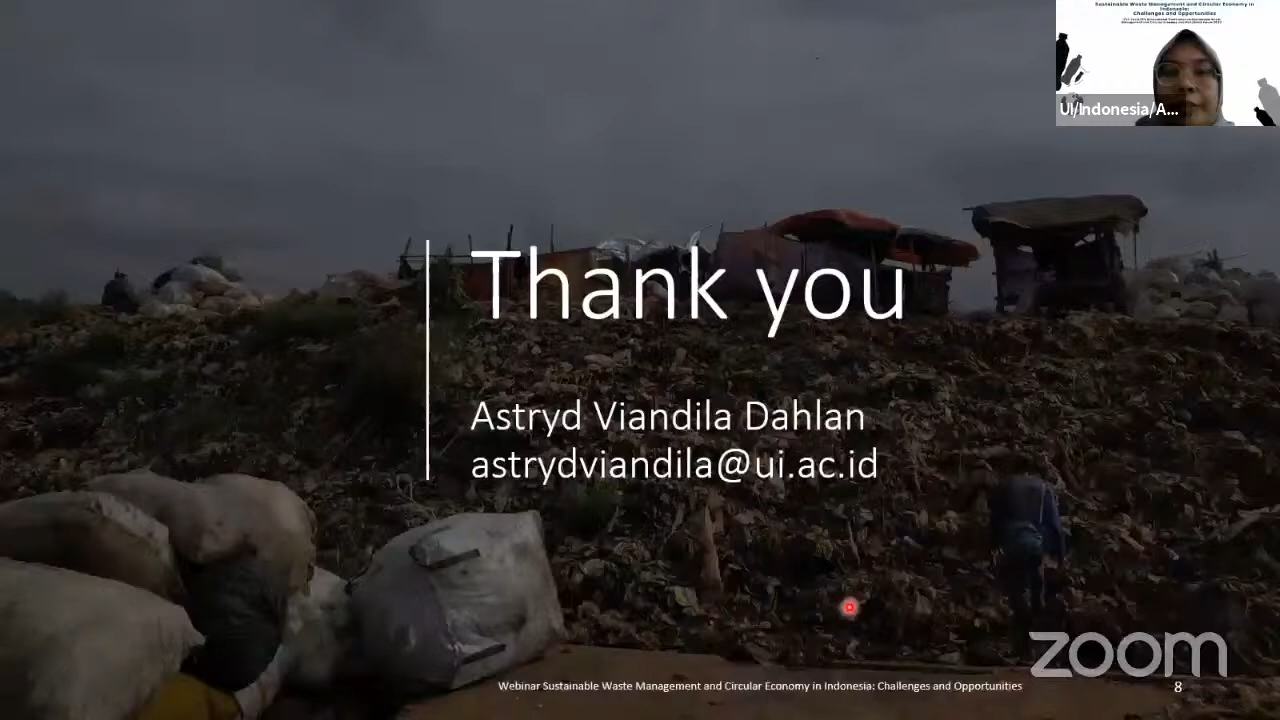 Sustainable Waste Management and Circular Economy in
Indonesia:
Challenges and Opportunities
UI/Indonesia/A...
Thank you
Astryd Viandila Dahlan
astrydviandila@ui.ac.id
zoom
Webinar Sustainable Waste Management and Circular Economy in Indonesia: Challenges and Opportunities
8